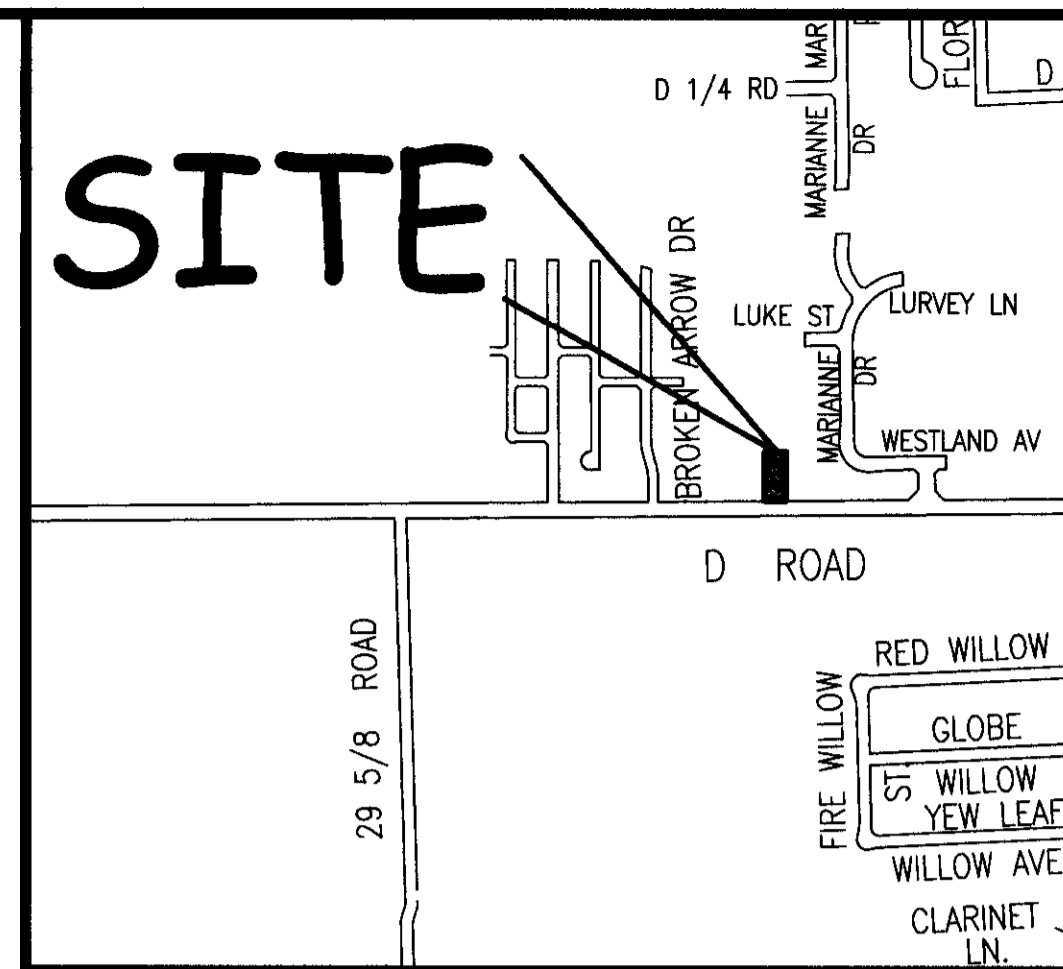 MAR
FLOR
D
D 1/4 RD
MARIANNE
DR
SITE
BROKEN ARROW DR
LUKE ST
LURVEY LN
MARIANNE
DR
WESTLAND AV
D ROAD
29 5/8 ROAD
RED WILLOW
FIRE WILLOW
ST.
GLOBE
WILLOW
YEW LEAF
WILLOW AVE
CLARINET
LN.